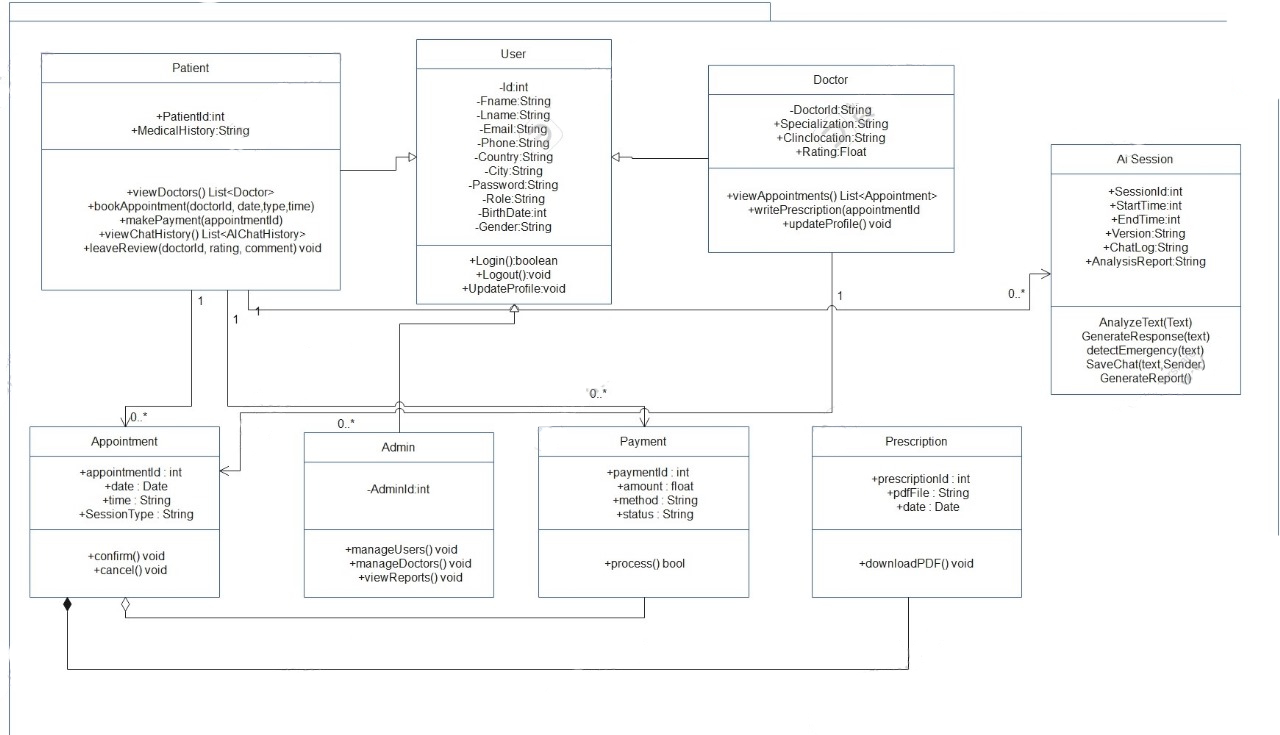 Patient
+PatientId:int
+MedicalHistory:String
+viewDoctors() List<Doctor>
+bookAppointment(doctorId, date,type,time)
+makePayment(appointmentId)
+viewChatHistory() List<AIChatHistory>
+leaveReview(doctorId, rating, comment) void
User
-Id:int
-Fname:String
-Lname:String
-Email:String
-Phone:String
-Country:String
-City:String
-Password:String
-Role:String
-BirthDate:int
-Gender:String
+Login():boolean
+Logout():void
+UpdateProfile:void
Doctor
-DoctorId:String
+Specialization:String
+Clinclocation:String
+Rating:Float
+viewAppointments() List<Appointment>
+writePrescription(appointmentId
+updateProfile() void
Ai Session
+SessionId:int
+StartTime:int
+EndTime:int
+Version:String
+ChatLog:String
+AnalysisReport:String
AnalyzeText(Text)
GenerateResponse(text)
detectEmergency(text)
SaveChat(text,Sender)
GenerateReport()
1
1
1
1
0..*
0..*
0..*
0..*
Appointment
+appointmentId : int
+date : Date
+time : String
+SessionType : String
+confirm() void
+cancel() void
Admin
-AdminId:int
+manageUsers() void
+manageDoctors() void
+viewReports() void
Payment
+paymentId : int
+amount : float
+method : String
+status : String
+process() bool
Prescription
+prescriptionId : int
+pdfFile : String
+date : Date
+downloadPDF() void